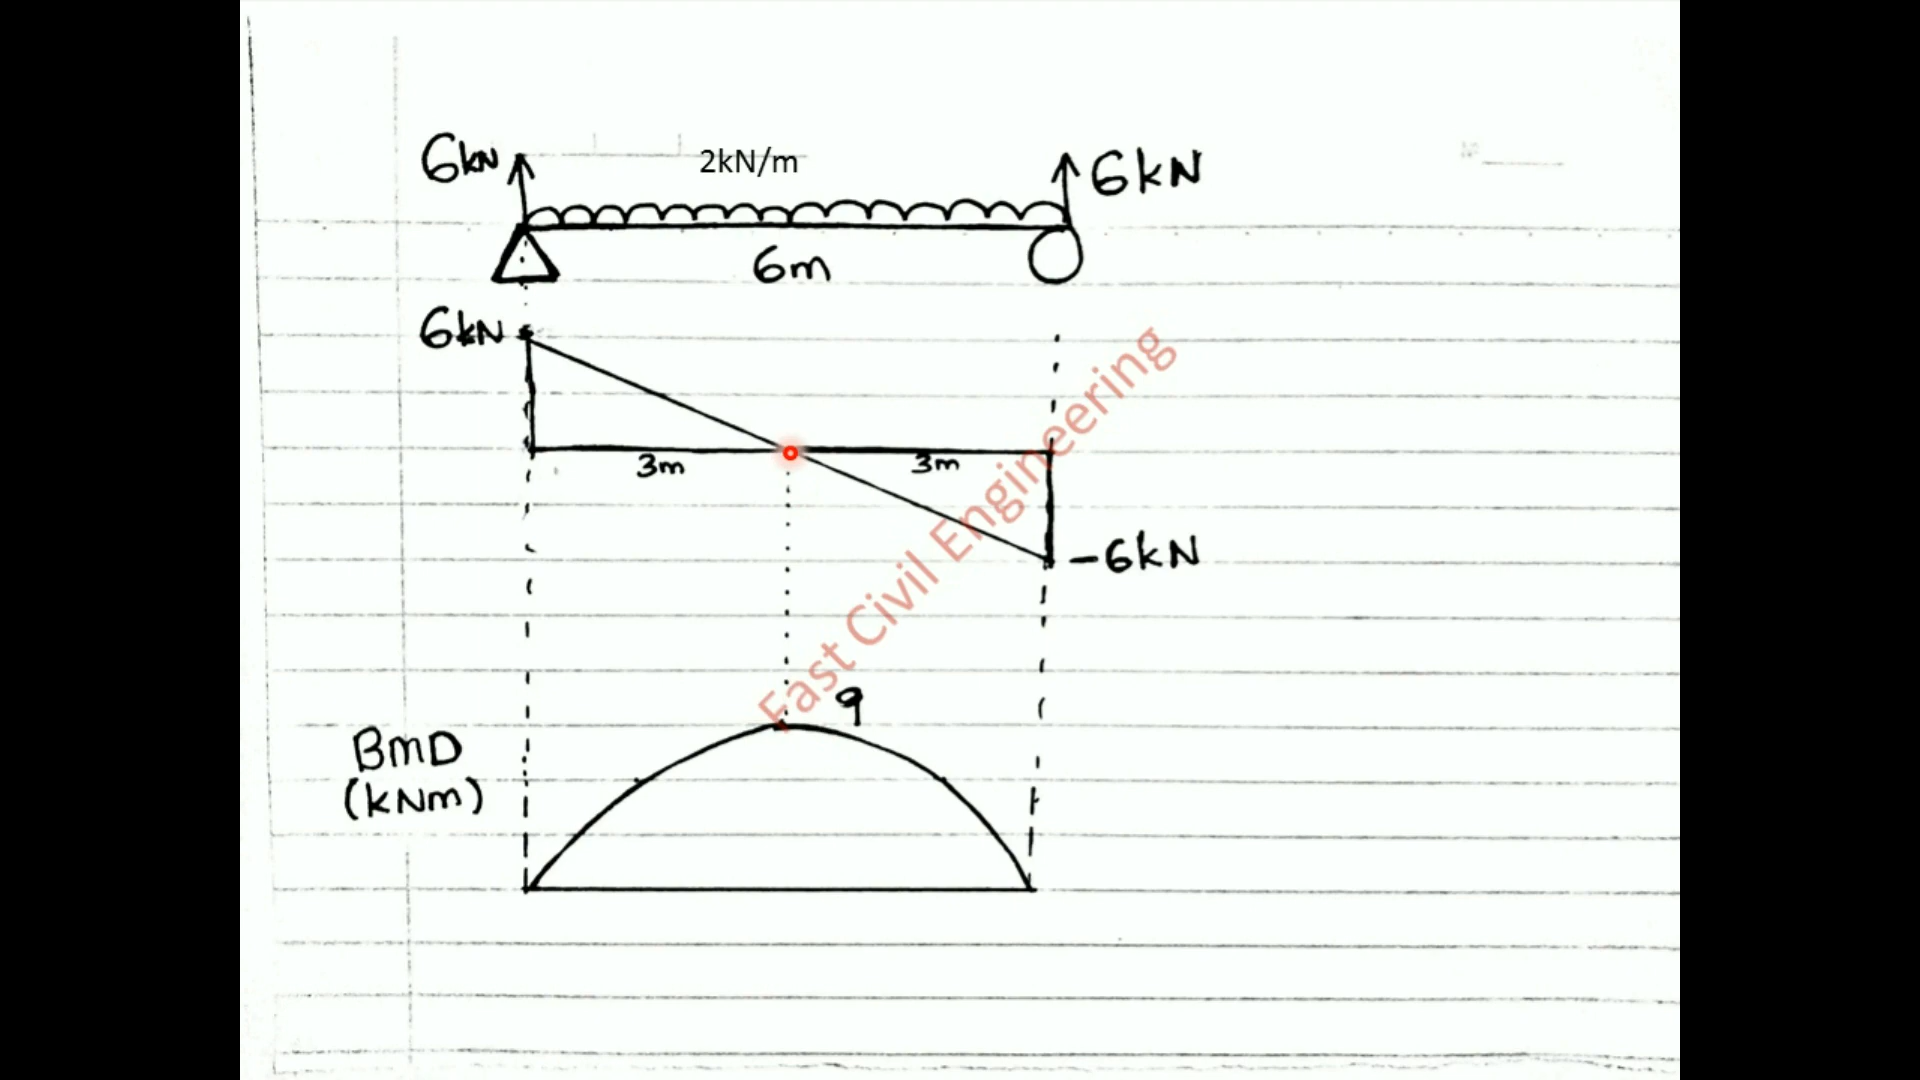 6kN
2kN/m
6kN
6m
6kN
3m
3m
-6kN
Fast Civil Engineering
9
BMD
(kNm)